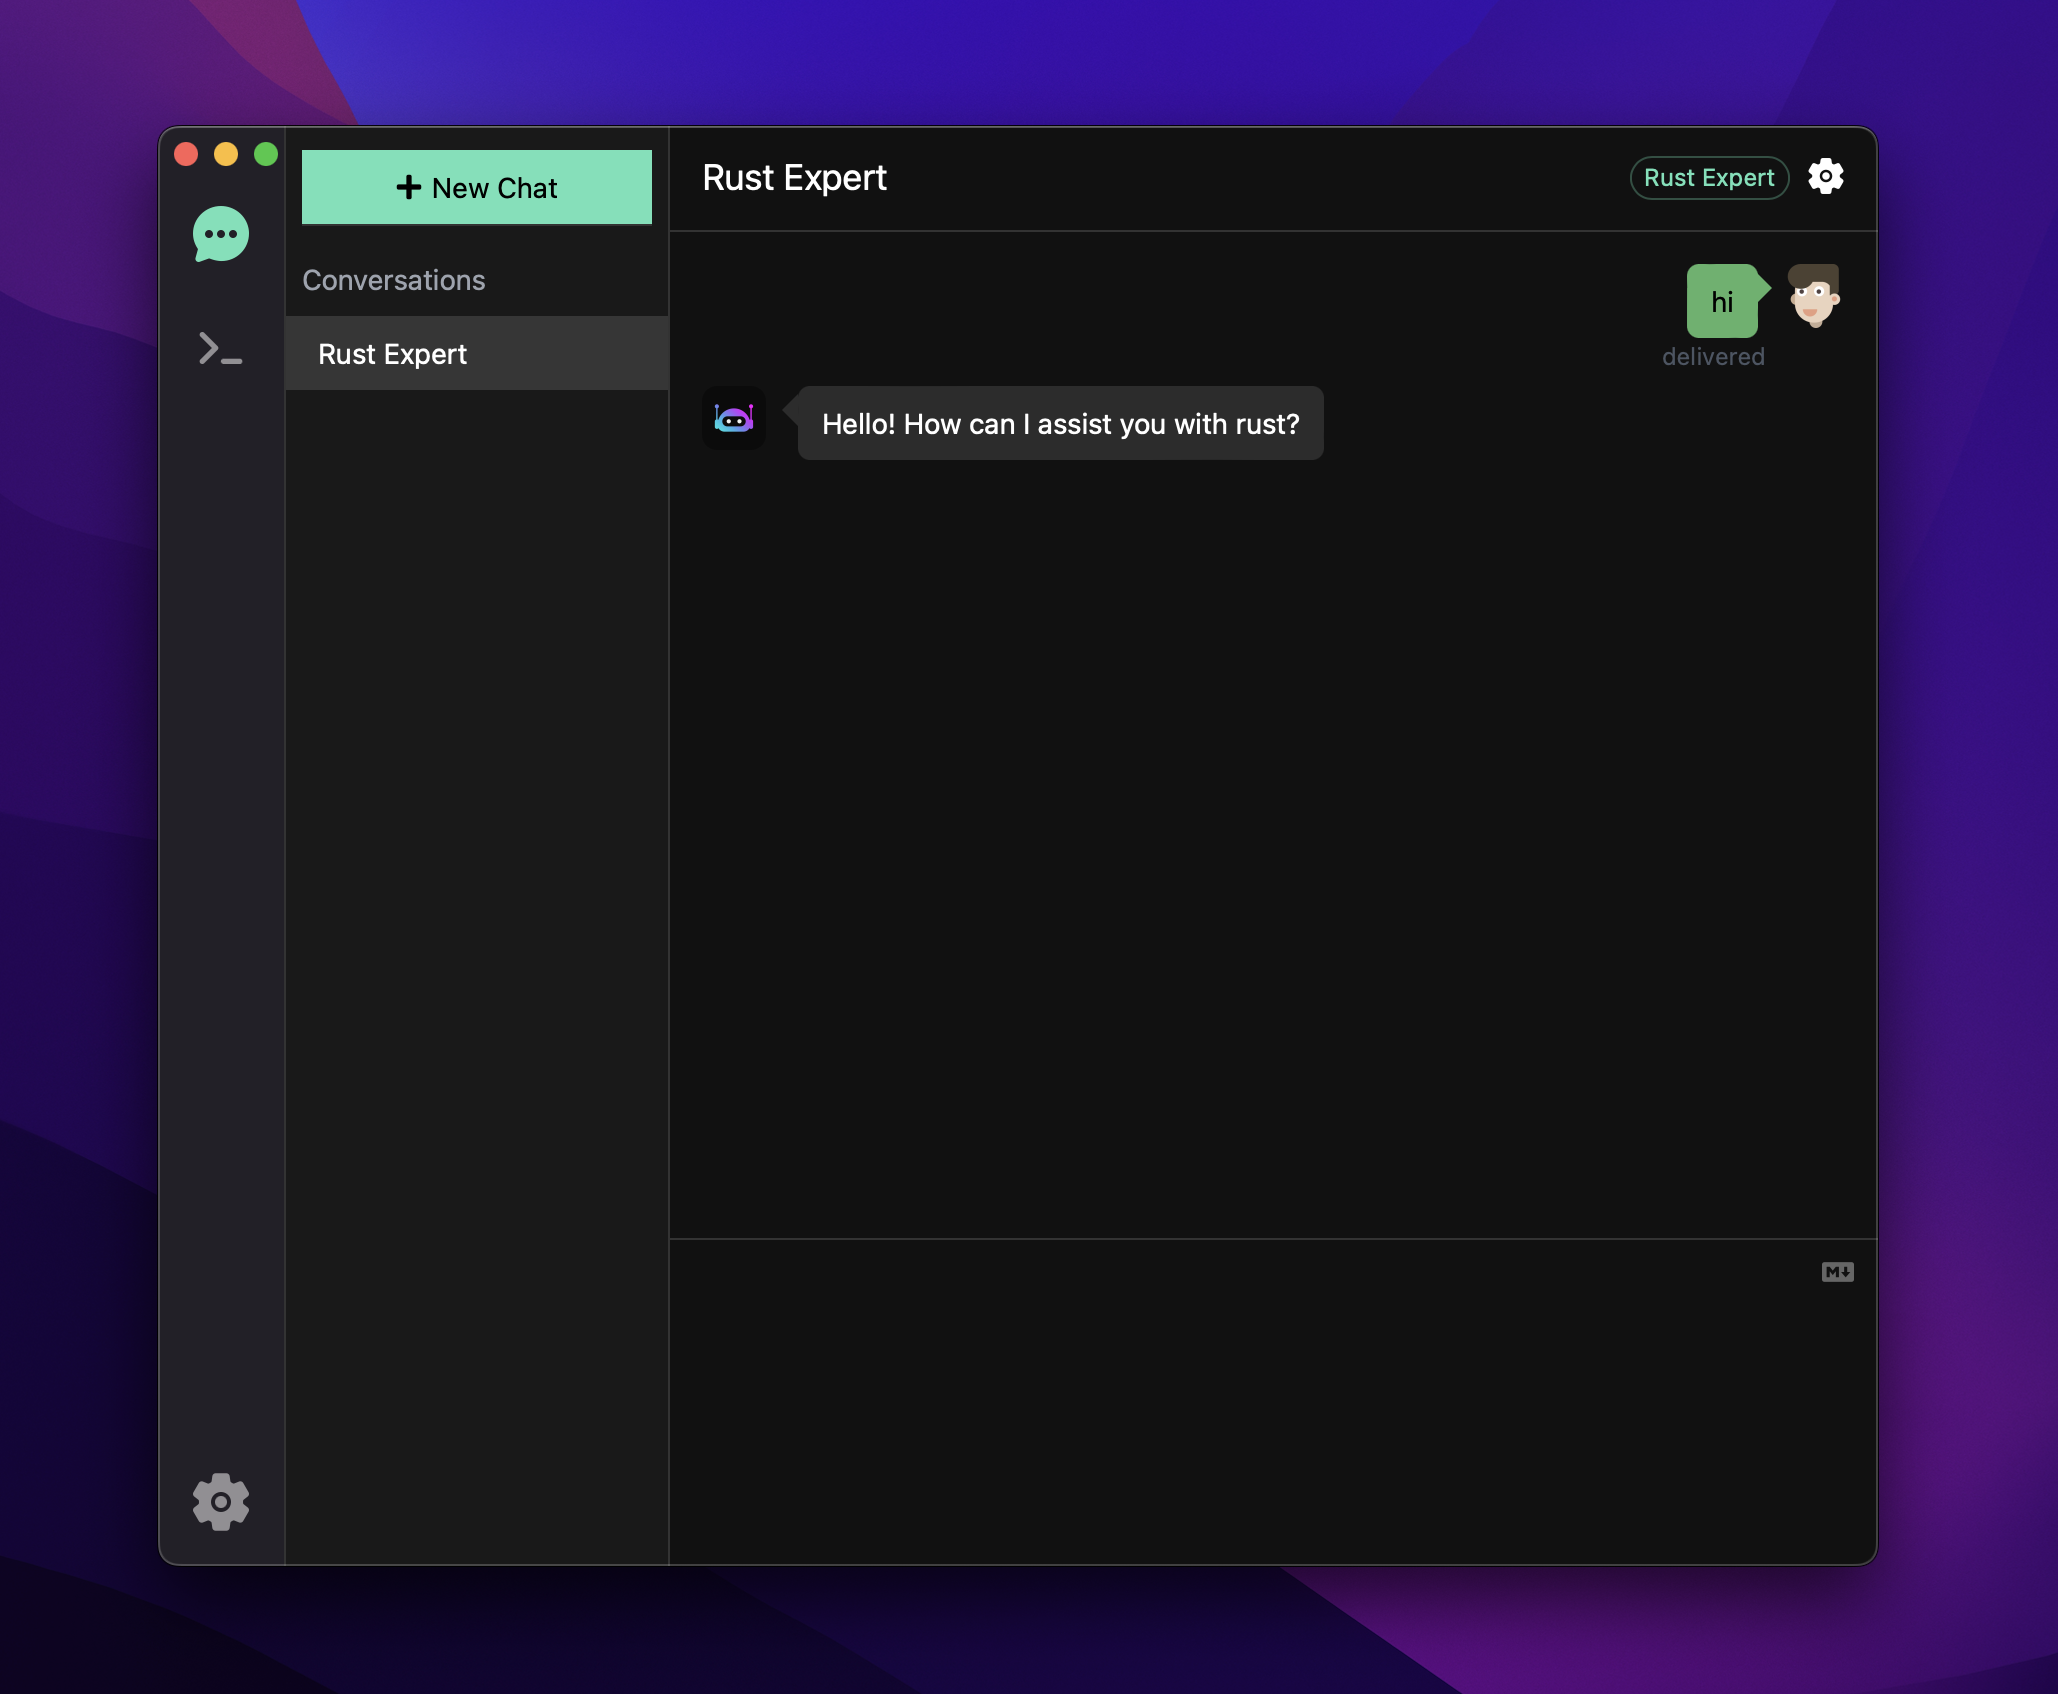 New Chat
Conversations
Rust Expert
Rust Expert
Rust Expert
hi
delivered
Hello! How can I assist you with rust?
M